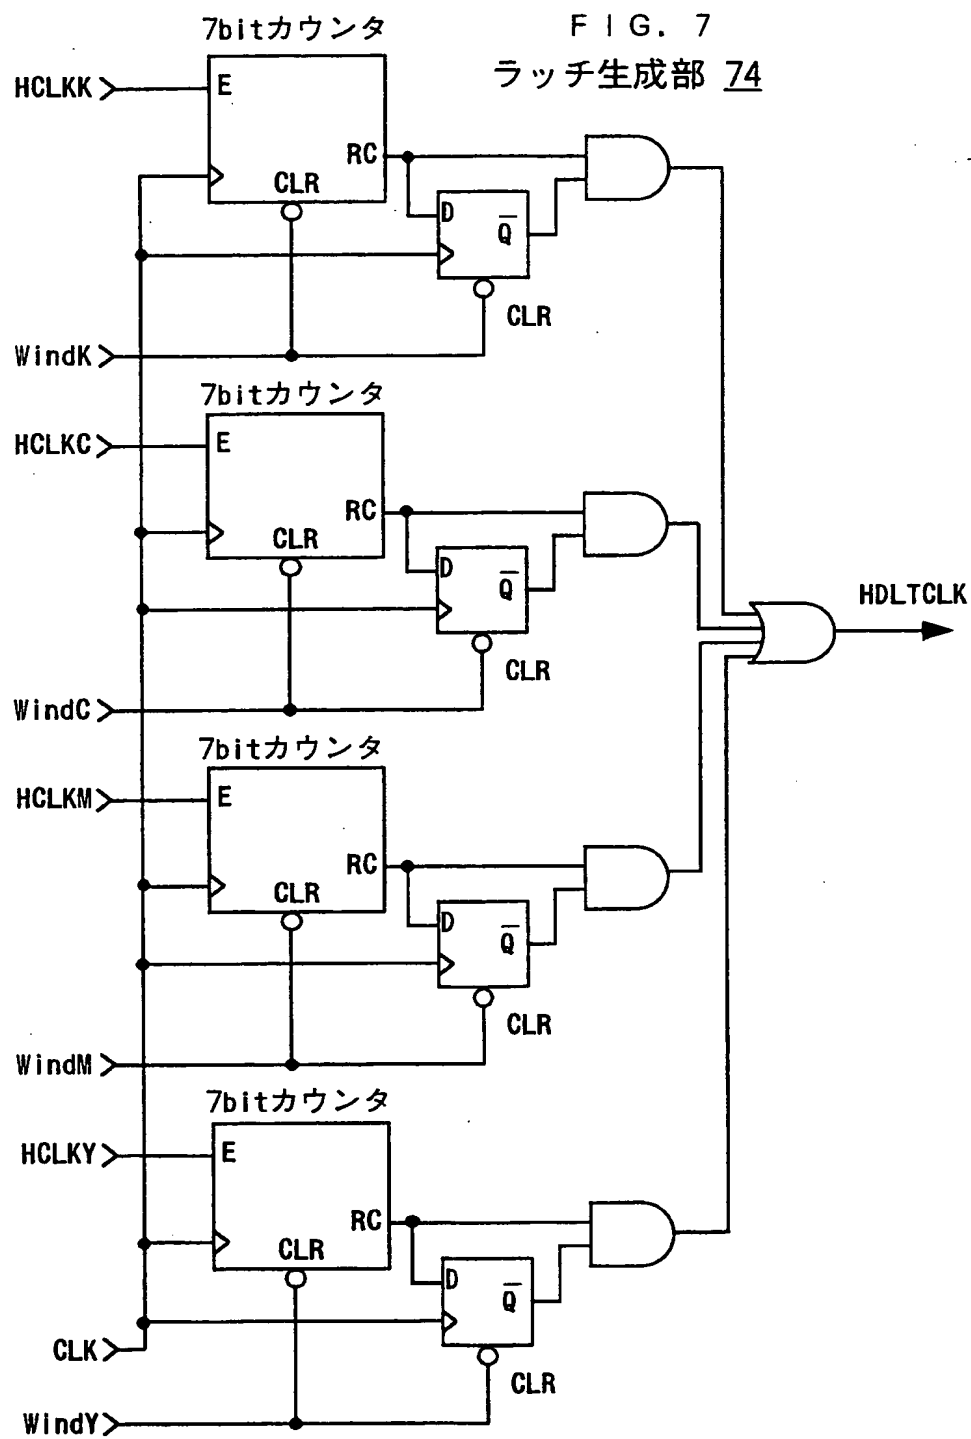 FIG. 7
ラッチ生成部 74
7bitカウンタ
HCLKK
E
RC
CLR
D
Q̅
CLR
WindK
7bitカウンタ
HCLKC
E
RC
CLR
D
Q̅
CLR
WindC
HDLTCLK
7bitカウンタ
HCLKM
E
RC
CLR
D
Q̅
CLR
WindM
7bitカウンタ
HCLKY
E
RC
CLR
D
Q̅
CLK
CLR
WindY